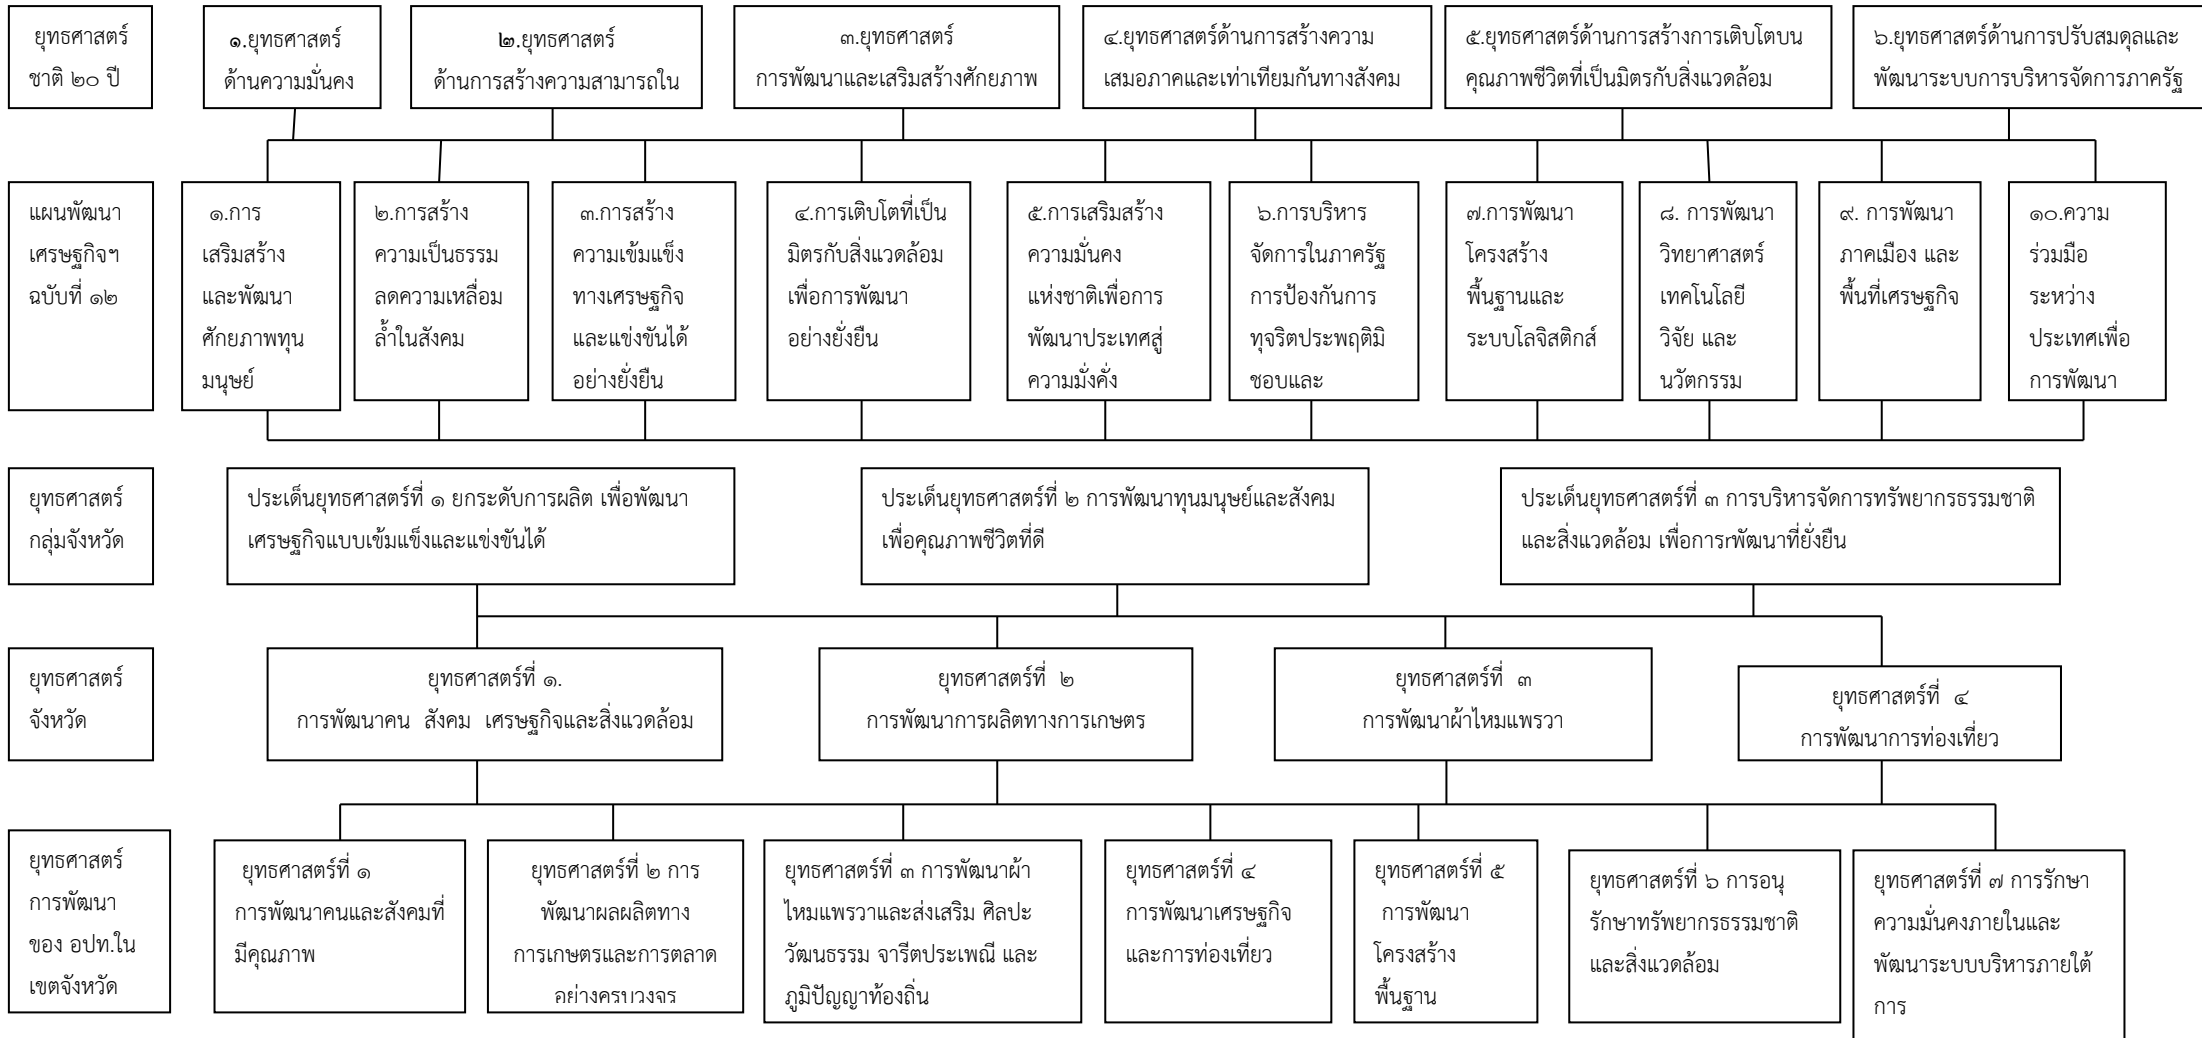 ยุทธศาสตร์
ชาติ ๒๐ ปี
๑.ยุทธศาสตร์
ด้านความมั่นคง
๒.ยุทธศาสตร์
ด้านการสร้างความสามารถใน
๓.ยุทธศาสตร์
การพัฒนาและเสริมสร้างศักยภาพ
๔.ยุทธศาสตร์ด้านการสร้างความ
เสมอภาคและเท่าเทียมกันทางสังคม
๕.ยุทธศาสตร์ด้านการสร้างการเติบโตบน
คุณภาพชีวิตที่เป็นมิตรกับสิ่งแวดล้อม
๖.ยุทธศาสตร์ด้านการปรับสมดุลและ
พัฒนาระบบการบริหารจัดการภาครัฐ
แผนพัฒนา
เศรษฐกิจฯ
ฉบับที่ ๑๒
๑.การ
เสริมสร้าง
และพัฒนา
ศักยภาพทุน
มนุษย์
๒.การสร้าง
ความเป็นธรรม
ลดความเหลื่อม
ล้ำในสังคม
๓.การสร้าง
ความเข้มแข็ง
ทางเศรษฐกิจ
และแข่งขันได้
อย่างยั่งยืน
๔.การเติบโตที่เป็น
มิตรกับสิ่งแวดล้อม
เพื่อการพัฒนา
อย่างยั่งยืน
๕.การเสริมสร้าง
ความมั่นคง
แห่งชาติเพื่อการ
พัฒนาประเทศสู่
ความมั่งคั่ง
๖.การบริหาร
จัดการในภาครัฐ
การป้องกันการ
ทุจริตประพฤติมิ
ชอบและ
๗.การพัฒนา
โครงสร้าง
พื้นฐานและ
ระบบโลจิสติกส์
๘. การพัฒนา
วิทยาศาสตร์
เทคโนโลยี
วิจัย และ
นวัตกรรม
๙. การพัฒนา
ภาคเมือง และ
พื้นที่เศรษฐกิจ
๑๐.ความ
ร่วมมือ
ระหว่าง
ประเทศเพื่อ
การพัฒนา
ยุทธศาสตร์
กลุ่มจังหวัด
ประเด็นยุทธศาสตร์ที่ ๑ ยกระดับการผลิต เพื่อพัฒนา
เศรษฐกิจแบบเข้มแข็งและแข่งขันได้
ประเด็นยุทธศาสตร์ที่ ๒ การพัฒนาทุนมนุษย์และสังคม
เพื่อคุณภาพชีวิตที่ดี
ประเด็นยุทธศาสตร์ที่ ๓ การบริหารจัดการทรัพยากรธรรมชาติ
และสิ่งแวดล้อม เพื่อการrพัฒนาที่ยั่งยืน
ยุทธศาสตร์
จังหวัด
ยุทธศาสตร์ที่ ๑.
การพัฒนาคน สังคม เศรษฐกิจและสิ่งแวดล้อม
ยุทธศาสตร์ที่ ๒
การพัฒนาการผลิตทางการเกษตร
ยุทธศาสตร์ที่ ๓
การพัฒนาผ้าไหมแพรวา
ยุทธศาสตร์ที่ ๔
การพัฒนาการท่องเที่ยว
ยุทธศาสตร์
การพัฒนา
ของ อปท.ใน
เขตจังหวัด
ยุทธศาสตร์ที่ ๑
การพัฒนาคนและสังคมที่
มีคุณภาพ
ยุทธศาสตร์ที่ ๒ การ
พัฒนาผลผลิตทาง
การเกษตรและการตลาด
อย่างครบวงจร
ยุทธศาสตร์ที่ ๓ การพัฒนาผ้า
ไหมแพรวาและส่งเสริม ศิลปะ
วัฒนธรรม จารีตประเพณี และ
ภูมิปัญญาท้องถิ่น
ยุทธศาสตร์ที่ ๔
การพัฒนาเศรษฐกิจ
และการท่องเที่ยว
ยุทธศาสตร์ที่ ๕
การพัฒนา
โครงสร้าง
พื้นฐาน
ยุทธศาสตร์ที่ ๖ การอนุ
รักษาทรัพยากรธรรมชาติ
และสิ่งแวดล้อม
ยุทธศาสตร์ที่ ๗ การรักษา
ความมั่นคงภายในและ
พัฒนาระบบบริหารภายใต้
การ